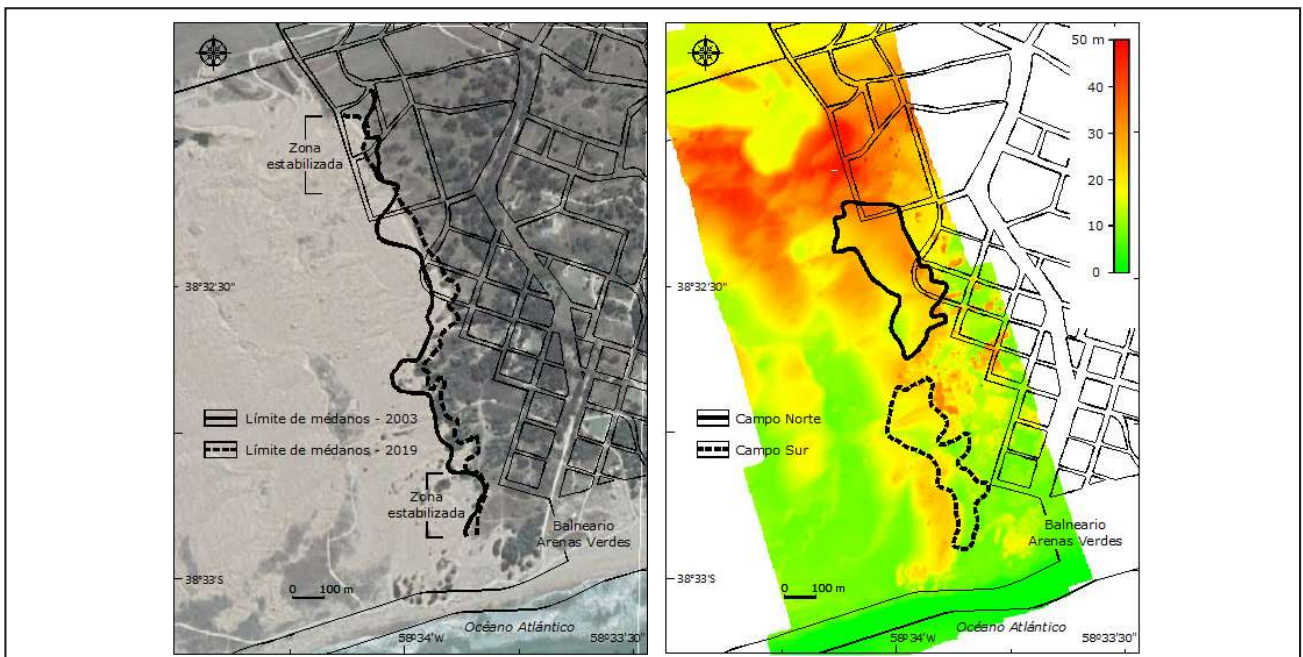 Zona
estabilizada
38°32'30"
Límite de médanos - 2003
Límite de médanos - 2019
Zona
estabilizada
Balneario
Arenas Verdes
38°33'S
0 100 m
Océano Atlántico
58°34'W
58°33'30"
50 m
40
30
20
10
0
38°32'30"
Campo Norte
Campo Sur
Balneario
Arenas Verdes
38°33'S
0 100 m
Océano Atlántico
58°34'W
58°33'30"